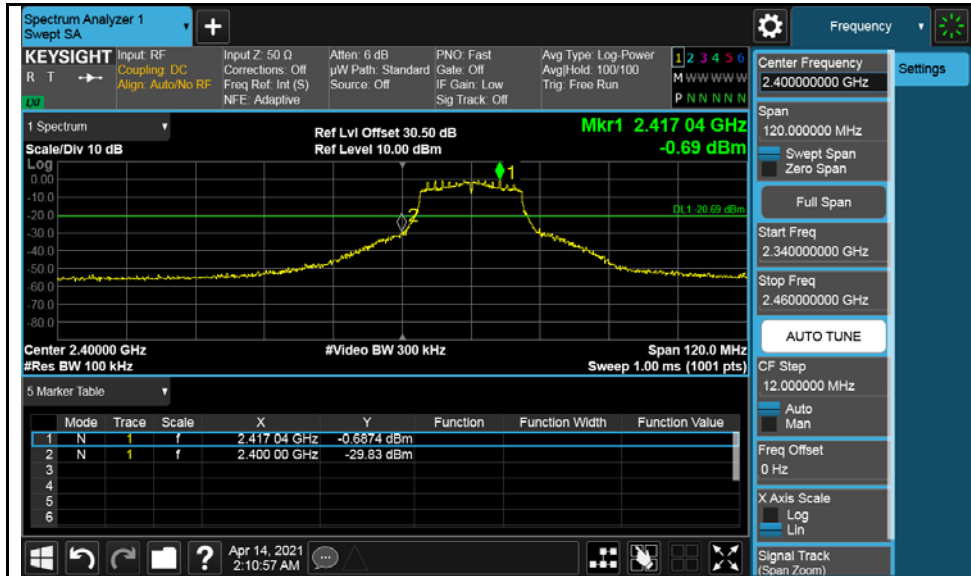 Spectrum Analyzer 1
Swept SA
+
Frequency
KEYSIGHT
R T
LXI
Input: RF
Coupling: DC
Align: Auto/No RF
Input Z: 50 Ω
Corrections: Off
Freq Ref: Int (S)
NFE: Adaptive
Atten: 6 dB
µW Path: Standard
Source: Off
PNO: Fast
Gate: Off
IF Gain: Low
Sig Track: Off
Avg Type: Log-Power
Avg|Hold: 100/100
Trig: Free Run
1 2 3 4 5 6
M W W W W W
P N N N N N
1 Spectrum
Scale/Div 10 dB
Ref Lvl Offset 30.50 dB
Ref Level 10.00 dBm
Mkr1 2.417 04 GHz
-0.69 dBm
Log
0.00
-10.0
-20.0
-30.0
-40.0
-50.0
-60.0
-70.0
-80.0
1
2
DL1 -20.69 dBm
Center 2.40000 GHz
#Video BW 300 kHz
Span 120.0 MHz
#Res BW 100 kHz
Sweep 1.00 ms (1001 pts)
5 Marker Table
Mode Trace Scale X Y Function Function Width Function Value
1 N 1 f 2.417 04 GHz -0.6874 dBm
2 N 1 f 2.400 00 GHz -29.83 dBm
3
4
5
6
?
Apr 14, 2021
2:10:57 AM
Center Frequency
2.400000000 GHz
Settings
Span
120.000000 MHz
Swept Span
Zero Span
Full Span
Start Freq
2.340000000 GHz
Stop Freq
2.460000000 GHz
AUTO TUNE
CF Step
12.000000 MHz
Auto
Man
Freq Offset
0 Hz
X Axis Scale
Log
Lin
Signal Track
(Span Zoom)